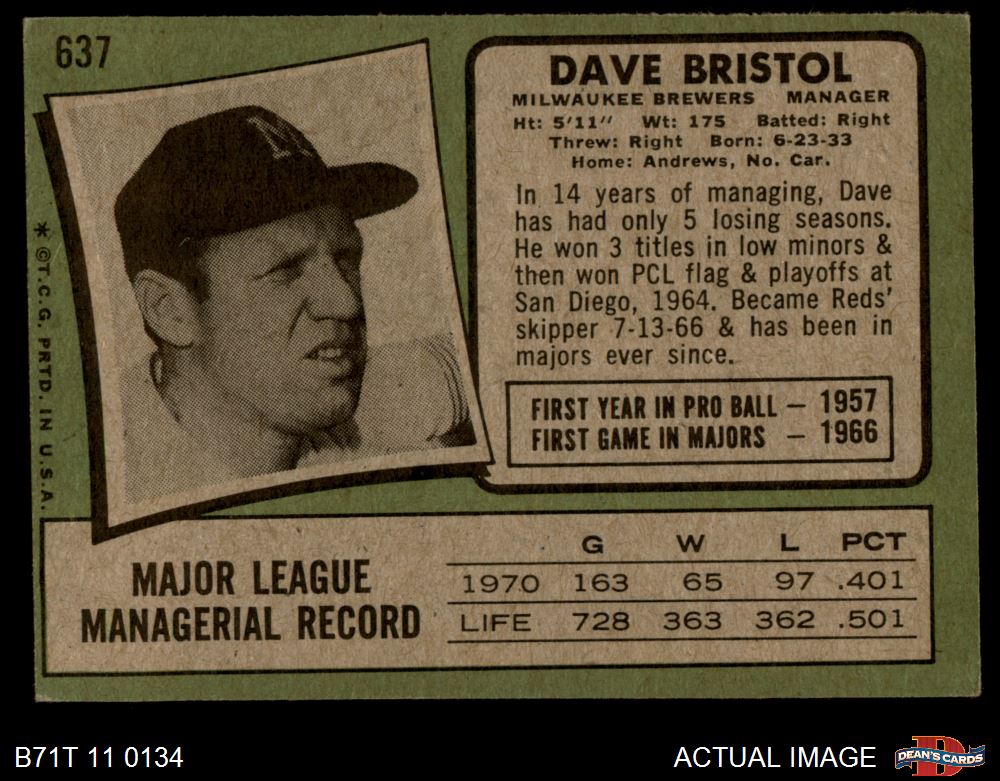 637
DAVE BRISTOL
MILWAUKEE BREWERS MANAGER
Ht: 5'11" Wt: 175 Batted: Right
Threw: Right Born: 6-23-33
Home: Andrews, No. Car.
In 14 years of managing, Dave
has had only 5 losing seasons.
He won 3 titles in low minors &
then won PCL flag & playoffs at
San Diego, 1964. Became Reds'
skipper 7-13-66 & has been in
majors ever since.
FIRST YEAR IN PRO BALL — 1957
FIRST GAME IN MAJORS — 1966
M
* ©T.C.G. PRTD. IN U.S.A.
MAJOR LEAGUE
MANAGERIAL RECORD
G W L PCT
1970 163 65 97 .401
LIFE 728 363 362 .501
B71T 11 0134
ACTUAL IMAGE
D
DEAN'S CARDS